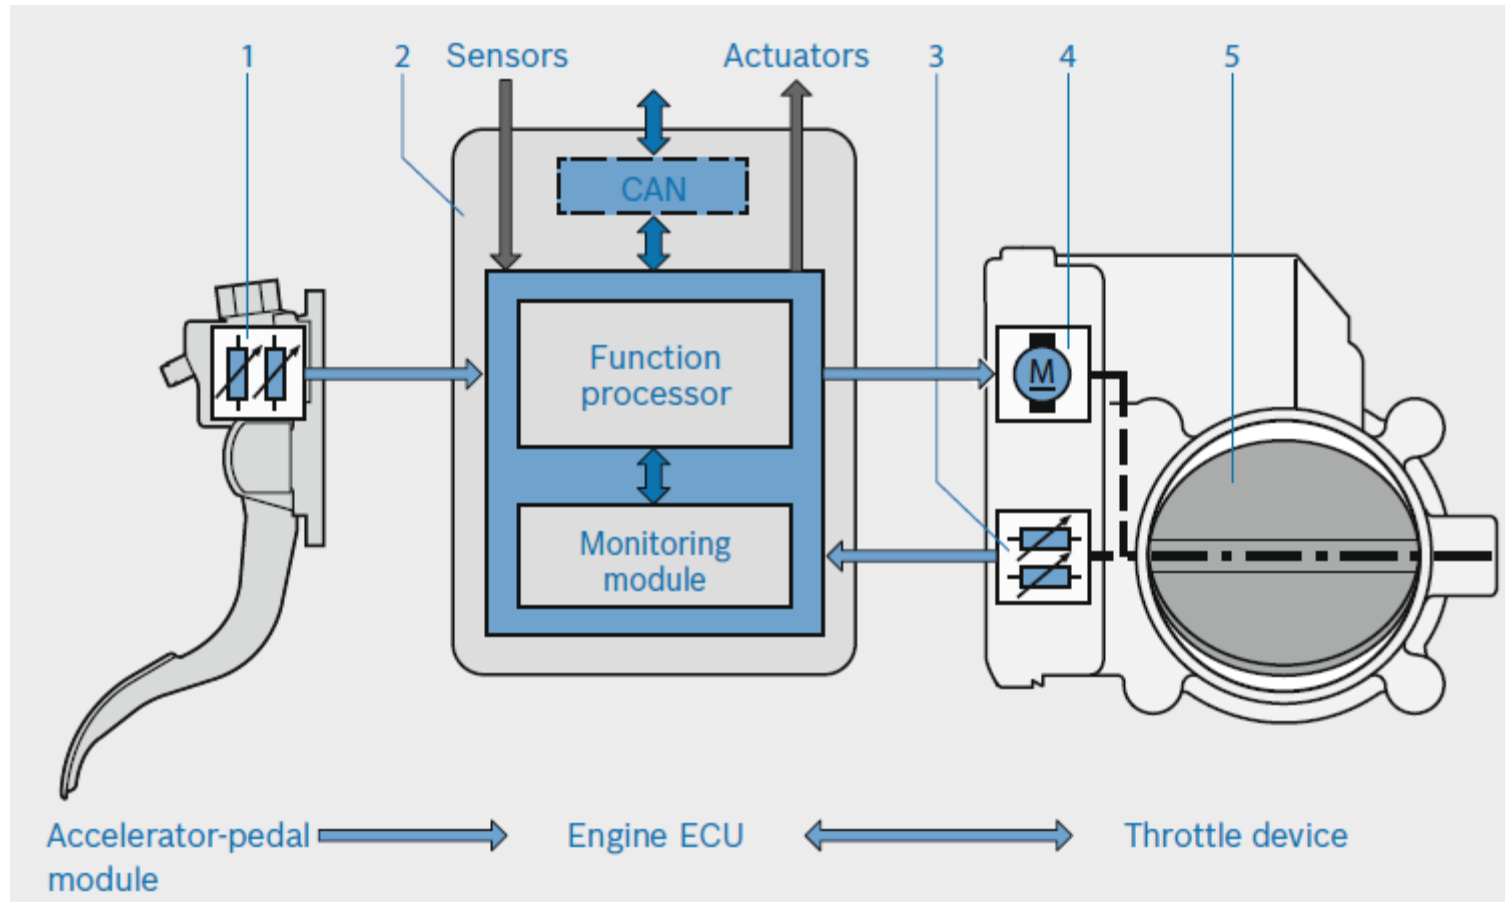 1
2
Sensors
Actuators
3
4
5
CAN
Function
processor
M
Monitoring
module
Accelerator-pedal
module
Engine ECU
Throttle device